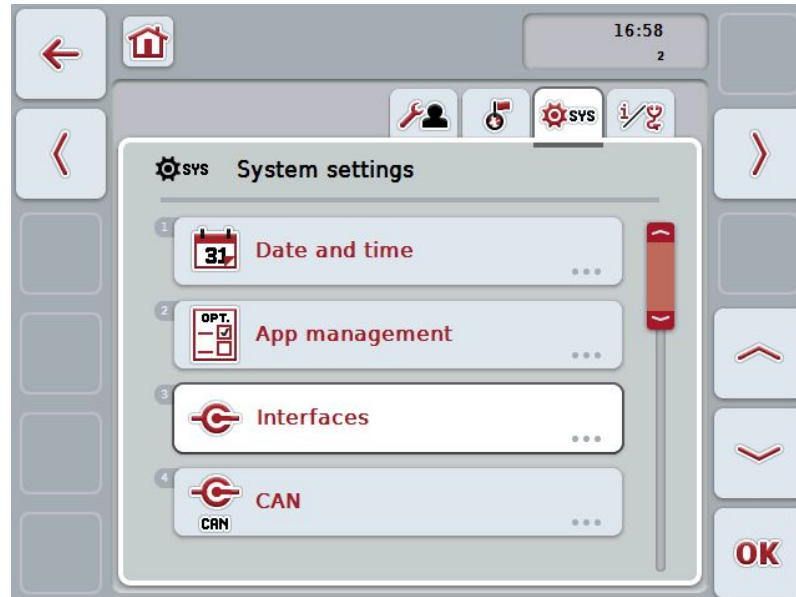 16:58
2
SYS
i/
SYS System settings
1
31
Date and time
2
OPT.
App management
3
Interfaces
4
CAN
CAN
OK